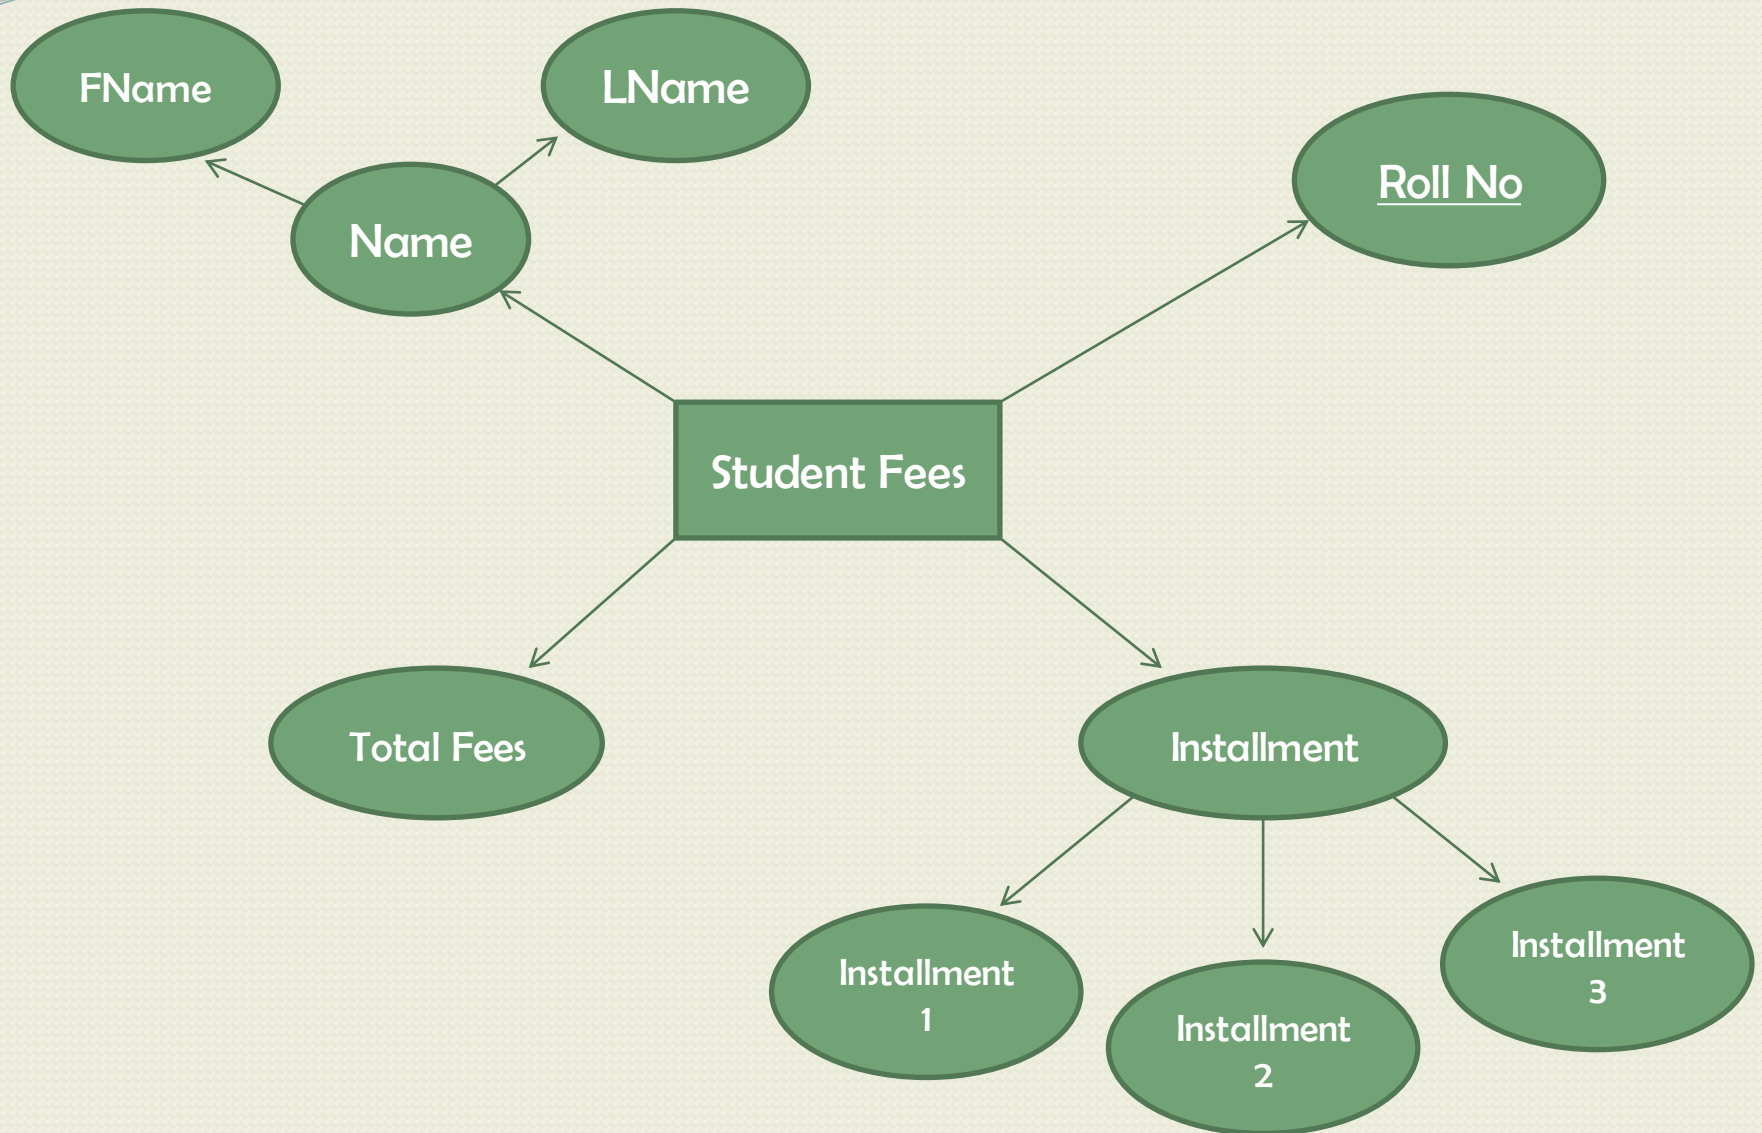 FName
LName
Roll No
Name
Student Fees
Total Fees
Installment
Installment
1
Installment
2
Installment
3